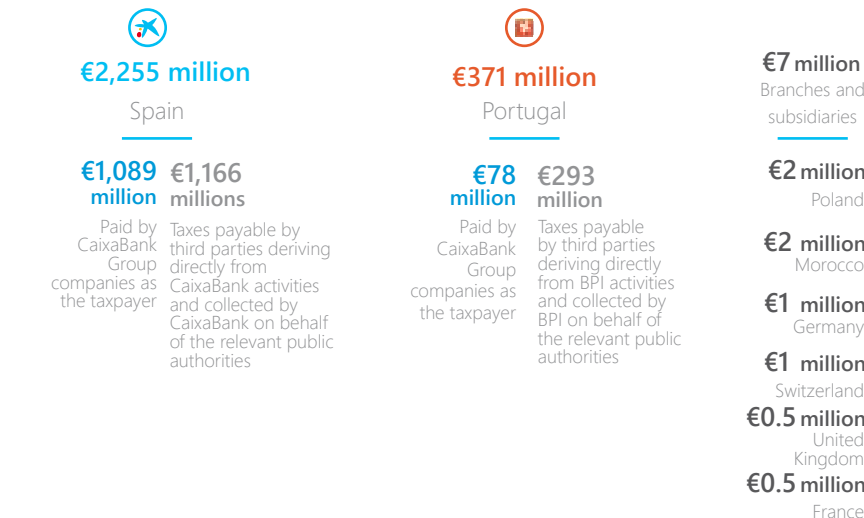 €2,255 million
Spain
€1,089
million
Paid by
CaixaBank
Group
companies as
the taxpayer
€1,166
millions
Taxes payable by
third parties deriving
directly from
CaixaBank activities
and collected by
CaixaBank on behalf
of the relevant public
authorities
€371 million
Portugal
€78
million
Paid by
CaixaBank
Group
companies as
the taxpayer
€293
million
Taxes payable
by third parties
deriving directly
from BPI activities
and collected by
BPI on behalf of
the relevant public
authorities
€7 million
Branches and
subsidiaries
€2 million
Poland
€2 million
Morocco
€1 million
Germany
€1 million
Switzerland
€0.5 million
United
Kingdom
€0.5 million
France